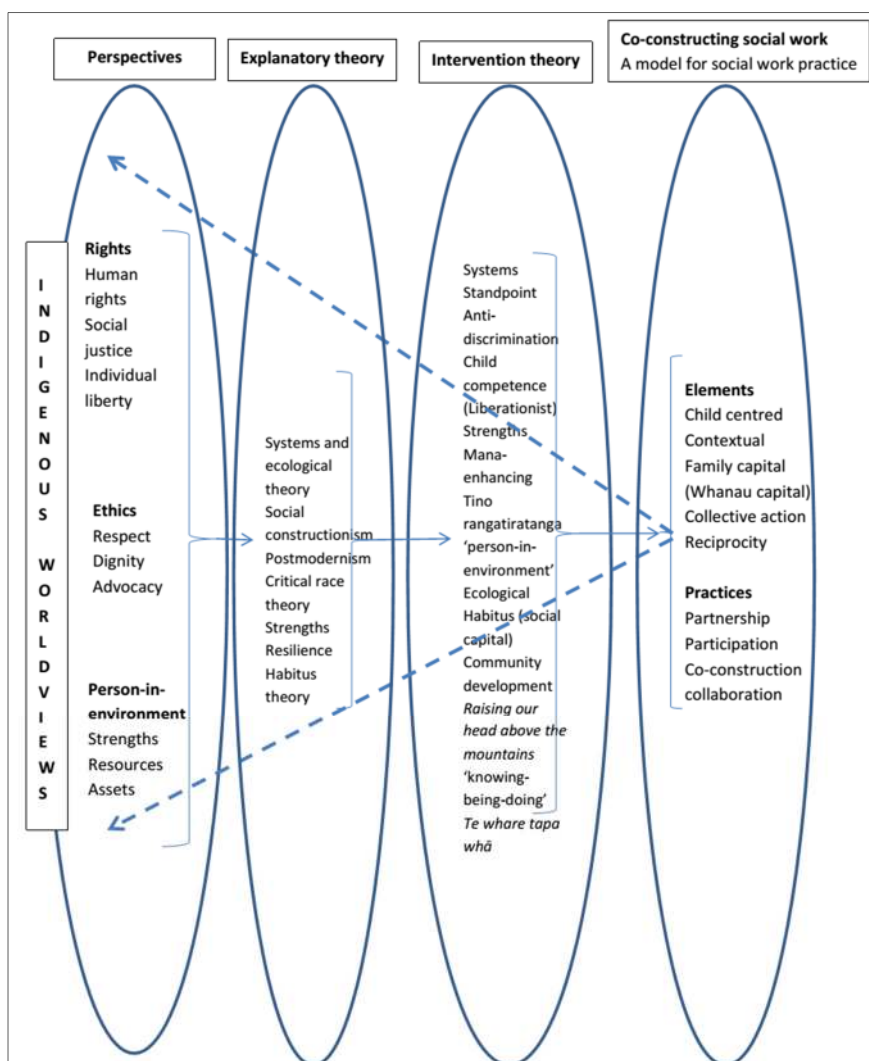 Perspectives
Explanatory theory
Intervention theory
Co-constructing social work
A model for social work practice
INDIGENOUS WORLDVIEWS
Rights
Human
rights
Social
justice
Individual
liberty
Ethics
Respect
Dignity
Advocacy
Person-in-
environment
Strengths
Resources
Assets
Systems and
ecological
theory
Social
constructionism
Postmodernism
Critical race
theory
Strengths
Resilience
Habitus
theory
Systems
Standpoint
Anti-
discrimination
Child
competence
(Liberationist)
Strengths
Mana-
enhancing
Tino
rangatiratanga
‘person-in-
environment’
Ecological
Habitus (social
capital)
Community
development
Raising our
head above the
mountains
‘knowing-
being-doing’
Te whare tapa
whā
Elements
Child centred
Contextual
Family capital
(Whanau capital)
Collective action
Reciprocity
Practices
Partnership
Participation
Co-construction
collaboration